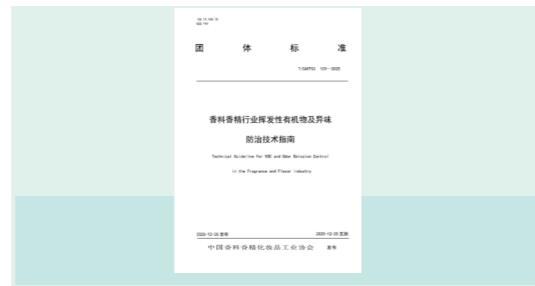 团 体 标 准
香料香精行业挥发性有机物及异味
防治技术指南
Technical Guideline for VOC and Odor Emission Control
in the Fragrance and Flavor Industry
中国香料香精化妆品工业协会 发布